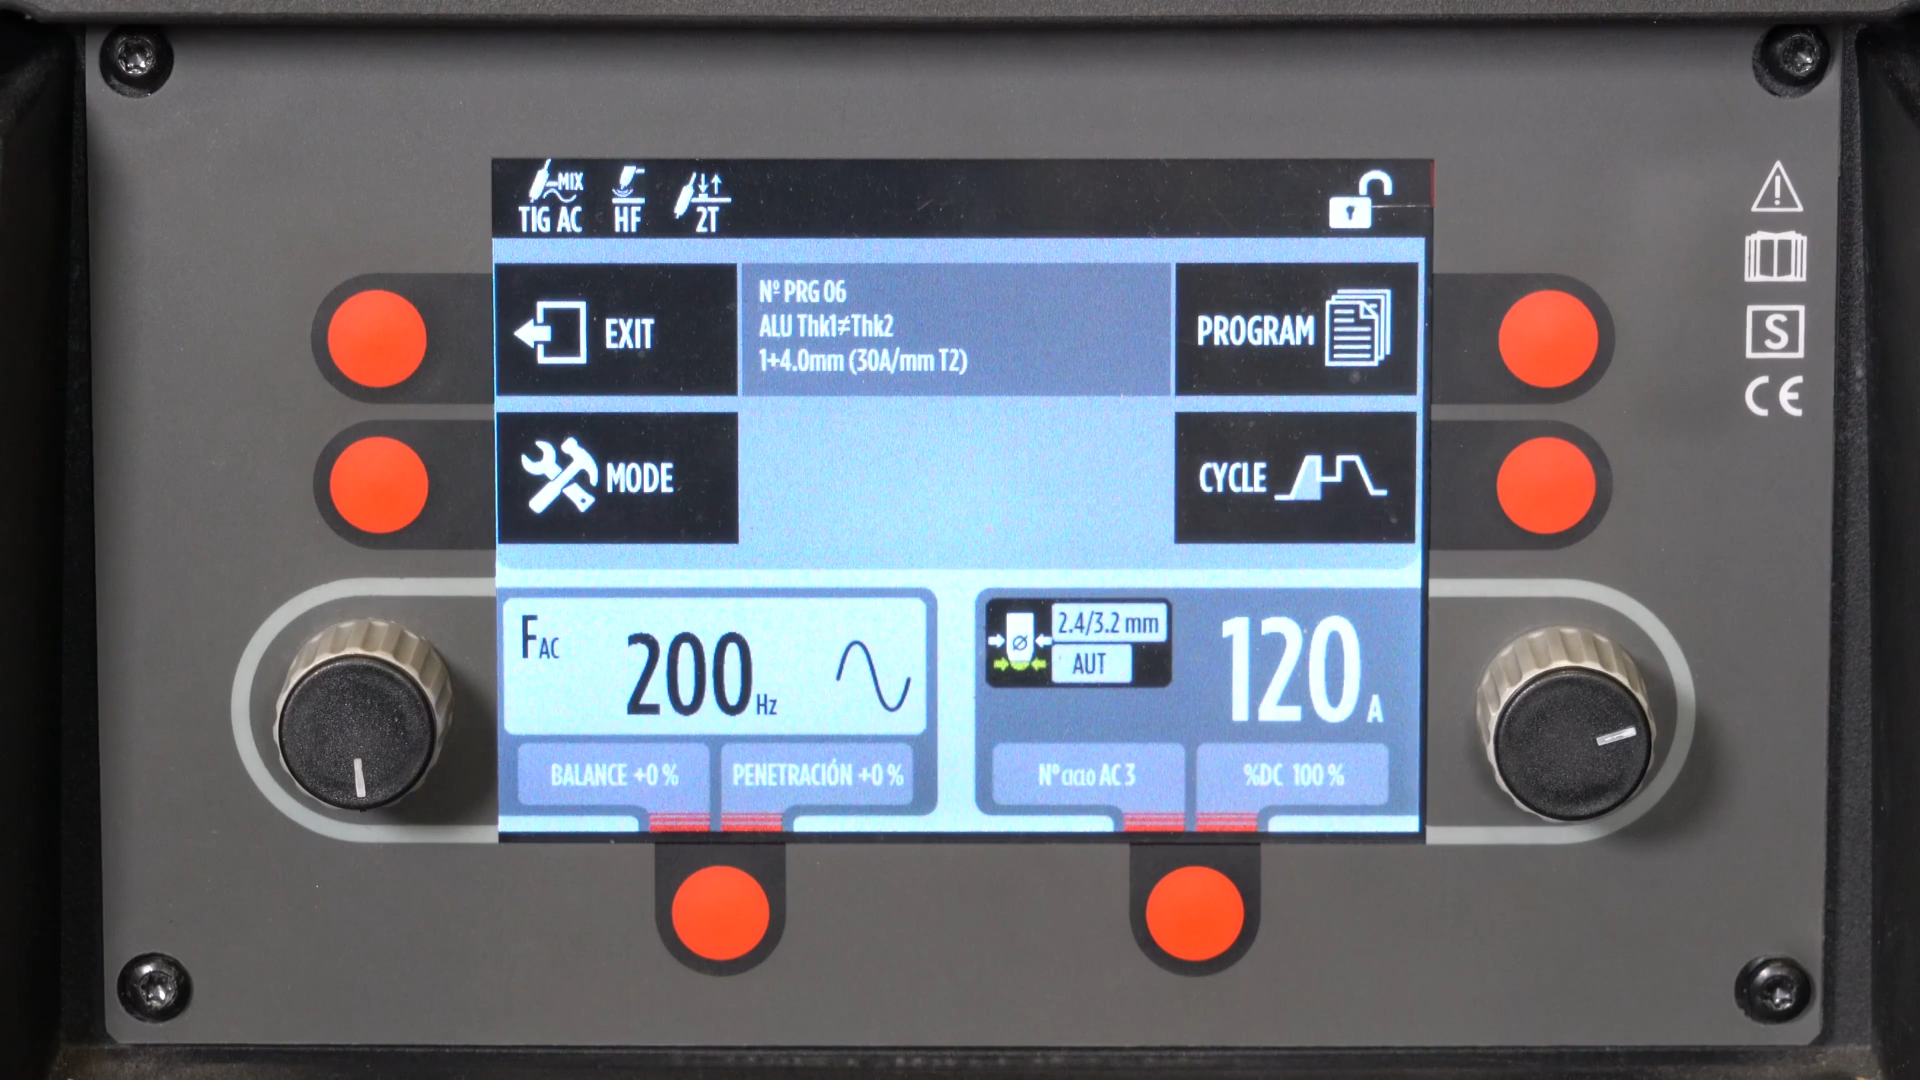 MIX
TIG AC
HF
2T
EXIT
Nº PRG 06
ALU Thk1≠Thk2
1+4.0mm (30A/mm T2)
PROGRAM
MODE
CYCLE
FAC
200 Hz
2.4/3.2 mm
AUT
120 A
BALANCE +0 %
PENETRACIÓN +0 %
Nº CICLO AC 3
%DC 100 %
S
CE